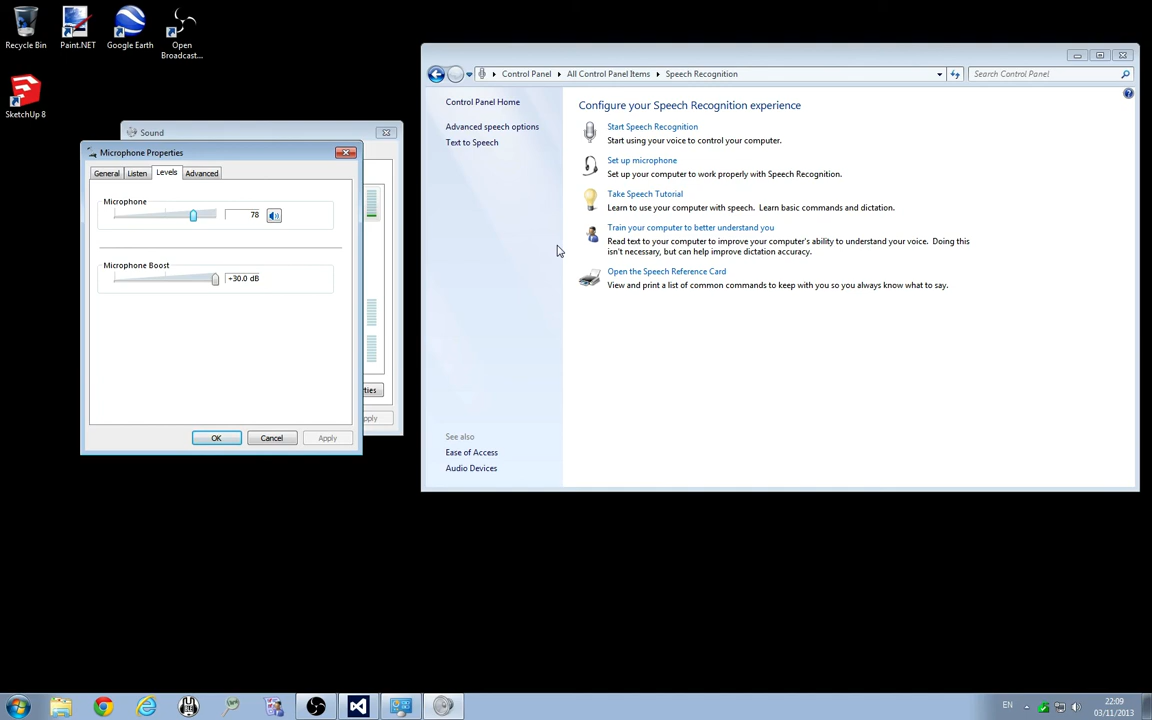 Recycle Bin
Paint.NET
Google Earth
Open
Broadcast...
SketchUp 8
Sound
Microphone Properties
General
Listen
Levels
Advanced
Microphone
78
Microphone Boost
+30.0 dB
OK
Cancel
Apply
ties
pply
Control Panel
All Control Panel Items
Speech Recognition
Search Control Panel
Control Panel Home
Advanced speech options
Text to Speech
See also
Ease of Access
Audio Devices
Configure your Speech Recognition experience
Start Speech Recognition
Start using your voice to control your computer.
Set up microphone
Set up your computer to work properly with Speech Recognition.
Take Speech Tutorial
Learn to use your computer with speech. Learn basic commands and dictation.
Train your computer to better understand you
Read text to your computer to improve your computer's ability to understand your voice. Doing this
isn't necessary, but can help improve dictation accuracy.
Open the Speech Reference Card
View and print a list of common commands to keep with you so you always know what to say.
EN
22:09
03/11/2013